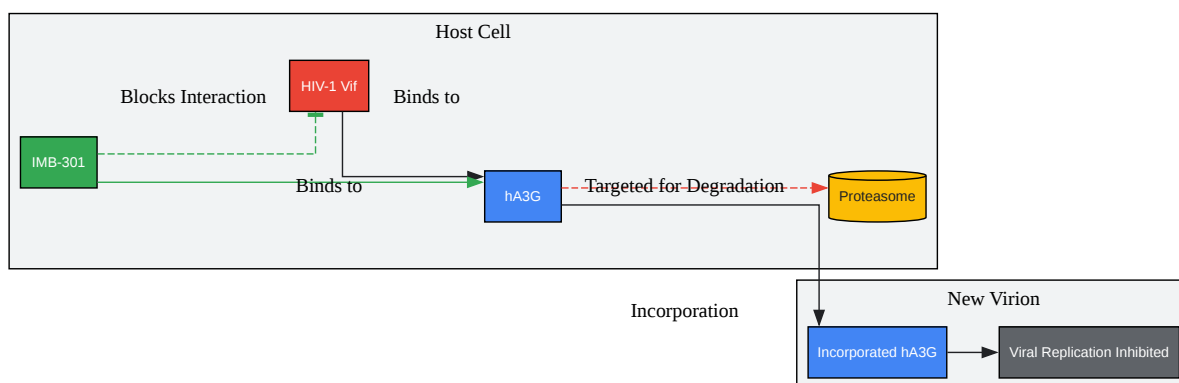 Host Cell
HIV-1 Vif
Blocks Interaction
Binds to
IMB-301
Binds to
hA3G
Targeted for Degradation
Proteasome
New Virion
Incorporation
Incorporated hA3G
Viral Replication Inhibited